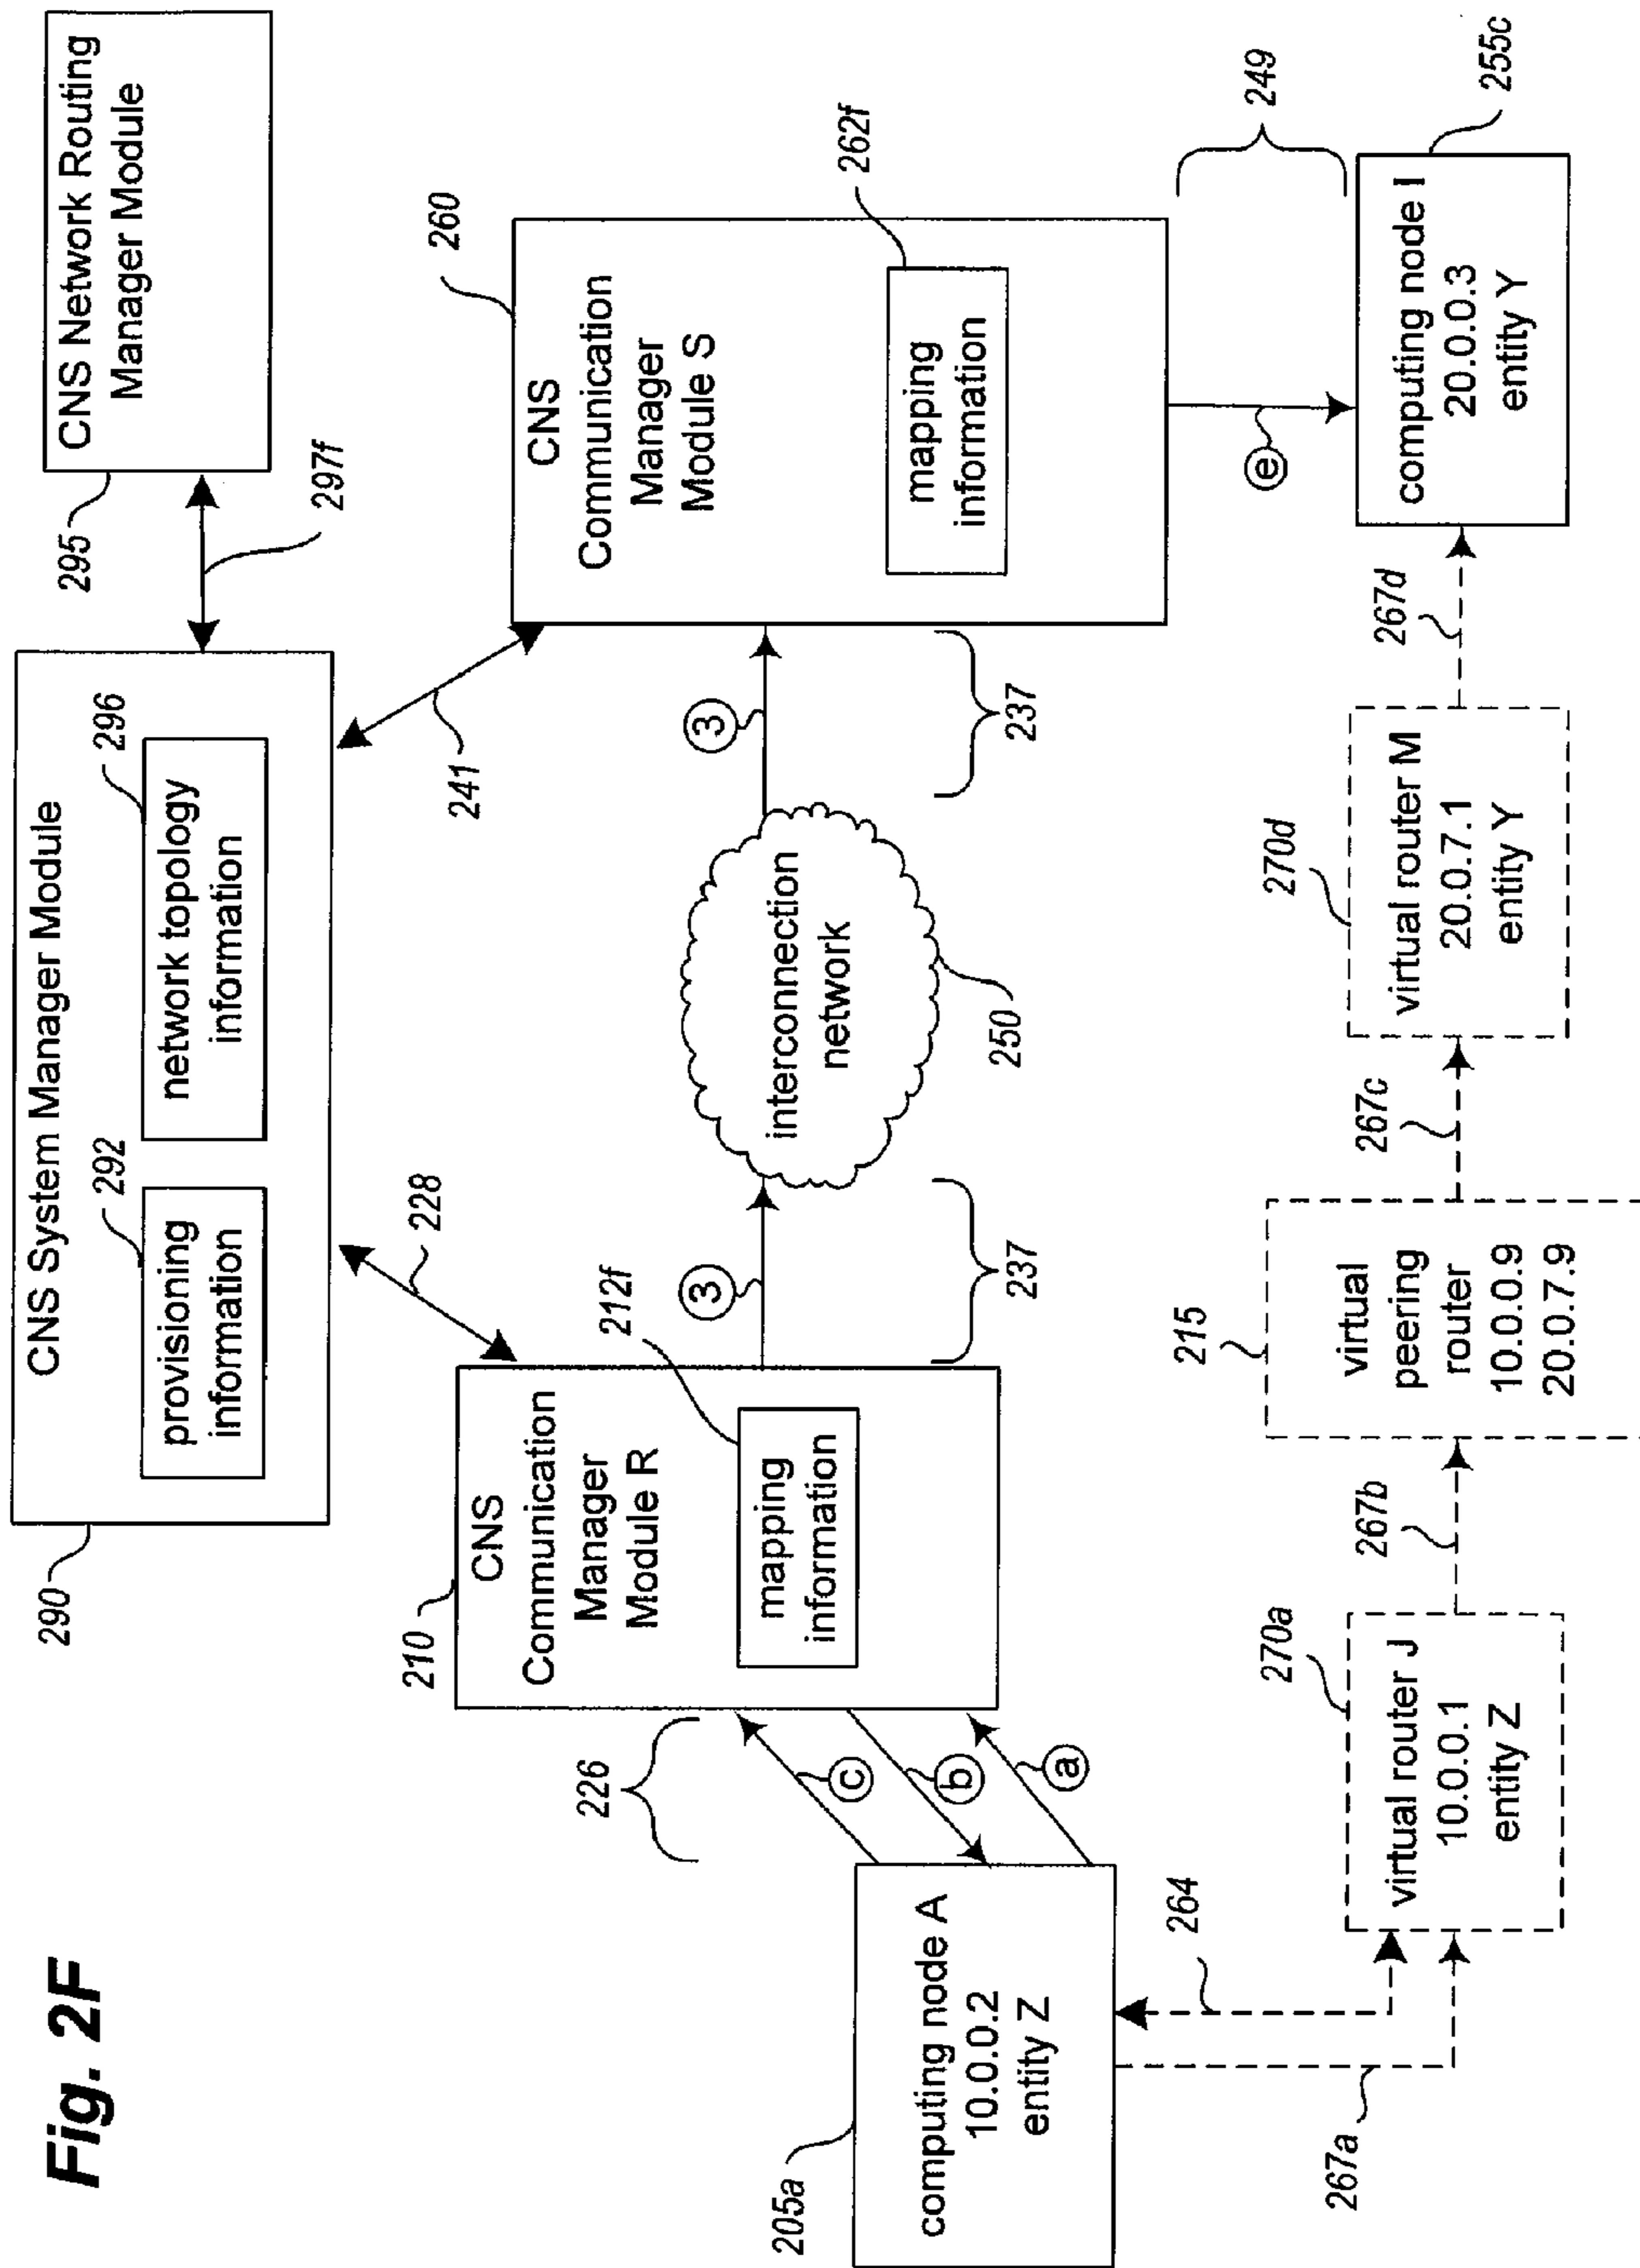 Fig. 2F
290
CNS System Manager Module
292
provisioning
information
296
network topology
information
295
CNS Network Routing
Manager Module
297f
228
241
210
CNS
Communication
Manager
Module R
212f
mapping
information
260
CNS
Communication
Manager
Module S
262f
mapping
information
3
237
interconnection
network
250
3
237
226
c
b
a
e
249
205a
computing node A
10.0.0.2
entity Z
264
267a
270a
virtual router J
10.0.0.1
entity Z
267b
215
virtual
peering
router
10.0.0.9
20.0.7.9
267c
270d
virtual router M
20.0.7.1
entity Y
267d
255c
computing node I
20.0.0.3
entity Y